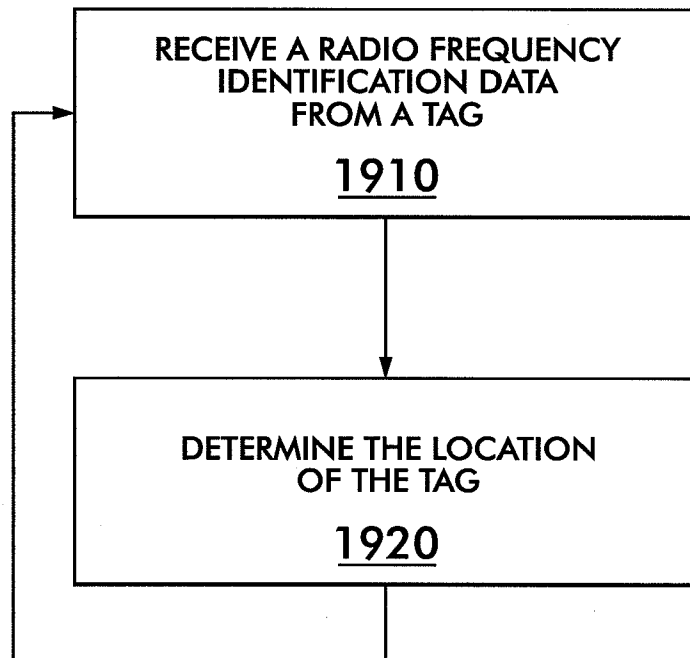 RECEIVE A RADIO FREQUENCY
IDENTIFICATION DATA
FROM A TAG
1910
DETERMINE THE LOCATION
OF THE TAG
1920